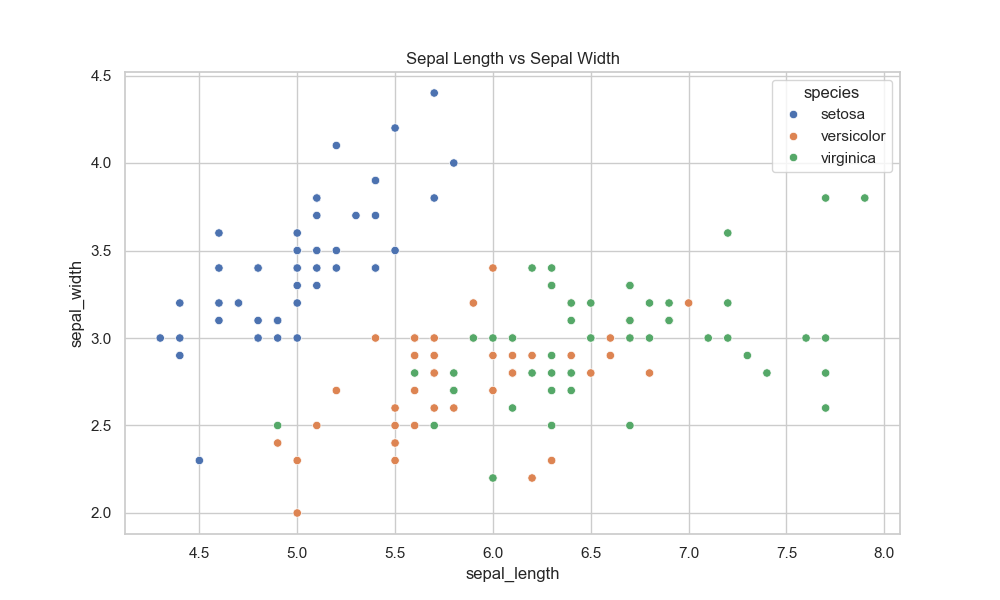 Sepal Length vs Sepal Width
4.5
4.0
3.5
3.0
2.5
2.0
sepal_width
species
setosa
versicolor
virginica
4.5 5.0 5.5 6.0 6.5 7.0 7.5 8.0
sepal_length